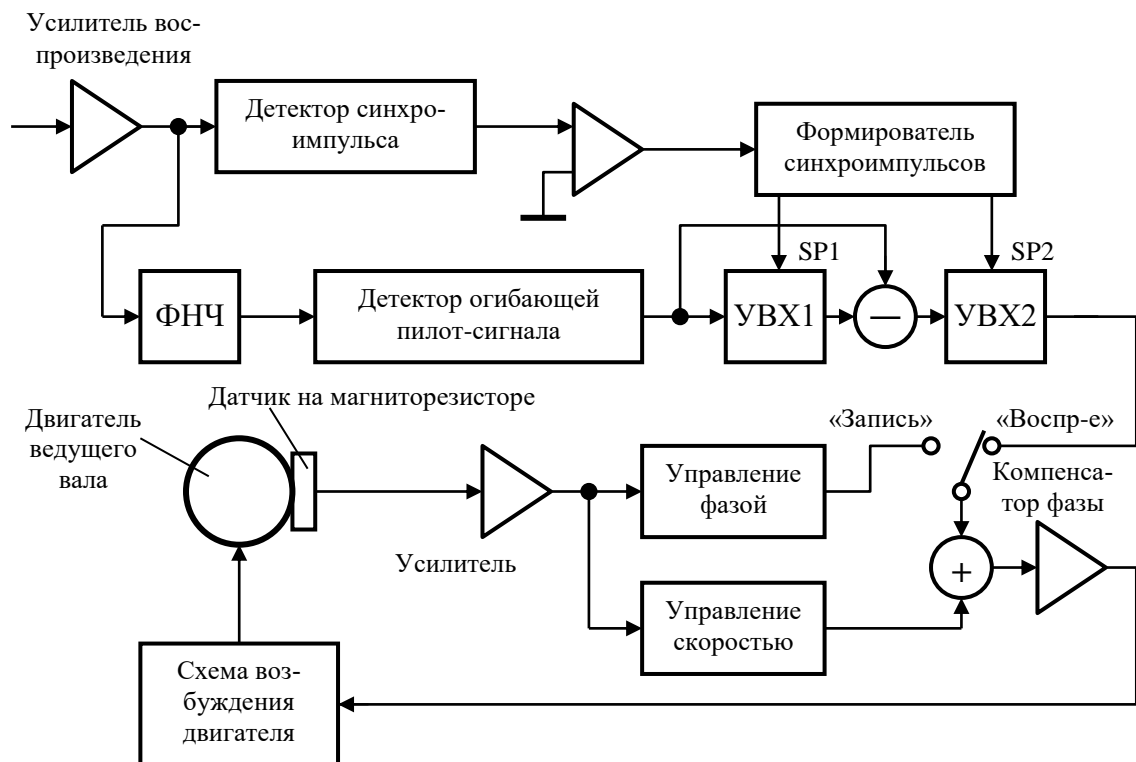 Усилитель вос-
произведения
Детектор синхро-
импульса
Формирователь
синхроимпульсов
SP1
SP2
ФНЧ
Детектор огибающей
пилот-сигнала
УВХ1
—
УВХ2
Датчик на магниторезисторе
Двигатель
ведущего
вала
«Запись»
«Воспр-е»
Управление
фазой
Компенса-
тор фазы
Усилитель
+
Управление
скоростью
Схема воз-
буждения
двигателя